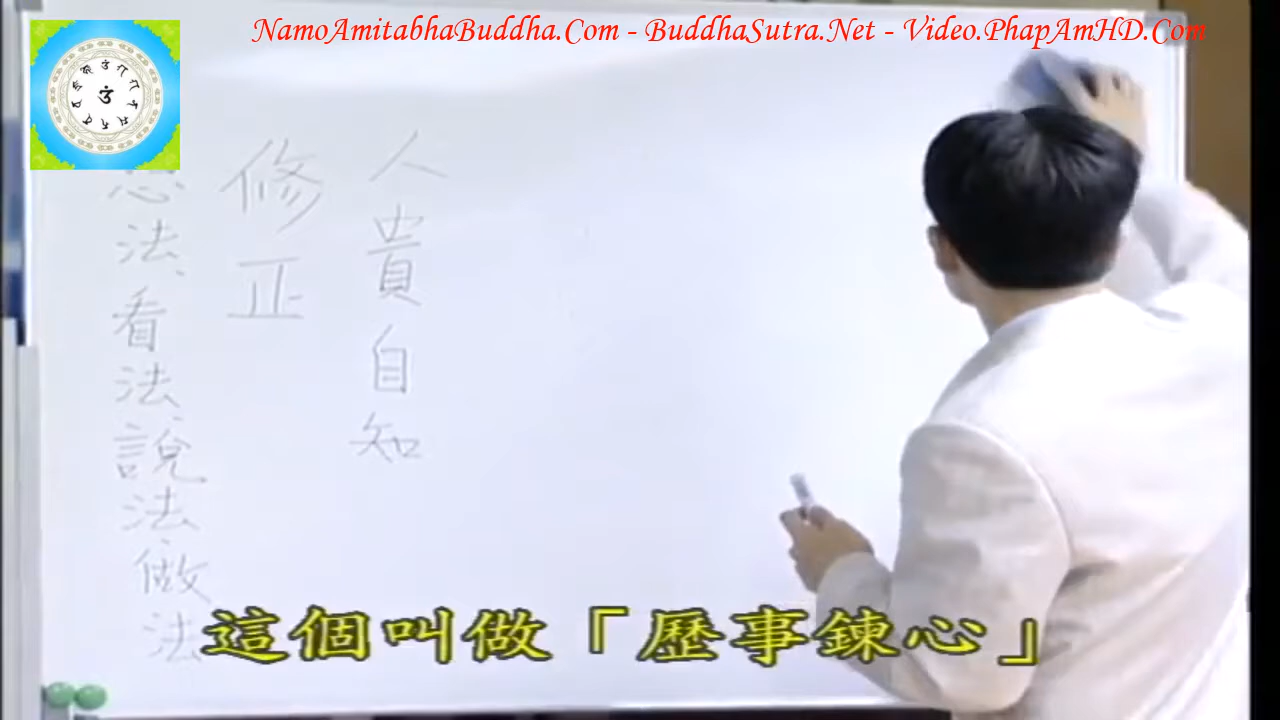 NamoAmitabhaBuddha.Com - BuddhaSutra.Net - Video.PhapAmHD.Com
人貴自知
修正
想法、看法、說法、做法
這個叫做「歷事鍊心」